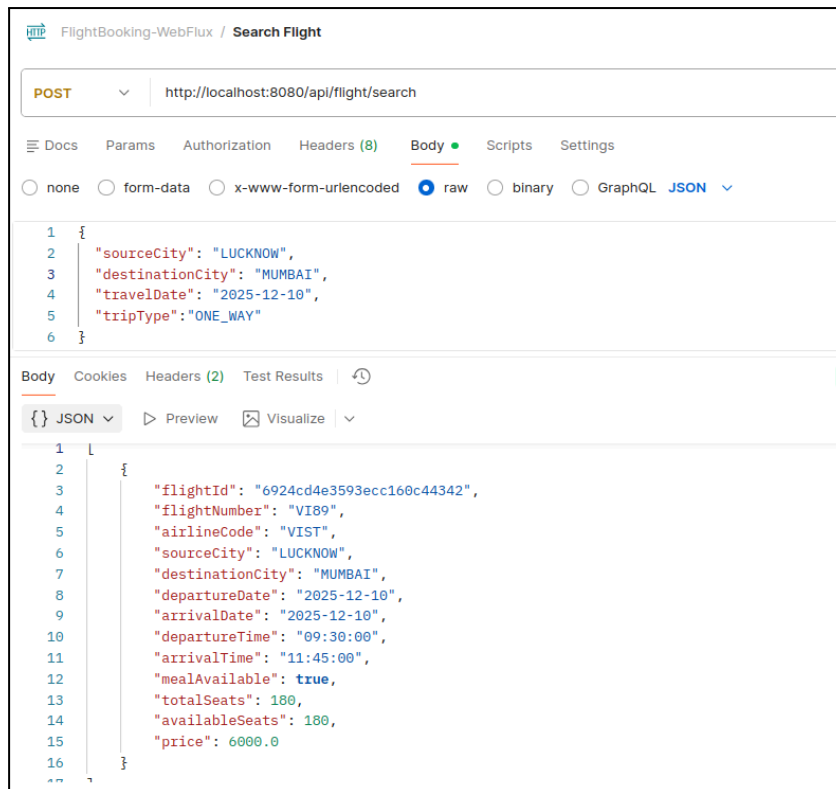 HTTP FlightBooking-WebFlux / Search Flight
POST http://localhost:8080/api/flight/search
Docs Params Authorization Headers (8) Body Scripts Settings
none form-data x-www-form-urlencoded raw binary GraphQL JSON
1 {
2 "sourceCity": "LUCKNOW",
3 "destinationCity": "MUMBAI",
4 "travelDate": "2025-12-10",
5 "tripType":"ONE_WAY"
6 }
Body Cookies Headers (2) Test Results
{} JSON Preview Visualize
1 [
2 {
3 "flightId": "6924cd4e3593ecc160c44342",
4 "flightNumber": "VI89",
5 "airlineCode": "VIST",
6 "sourceCity": "LUCKNOW",
7 "destinationCity": "MUMBAI",
8 "departureDate": "2025-12-10",
9 "arrivalDate": "2025-12-10",
10 "departureTime": "09:30:00",
11 "arrivalTime": "11:45:00",
12 "mealAvailable": true,
13 "totalSeats": 180,
14 "availableSeats": 180,
15 "price": 6000.0
16 }
17 ]